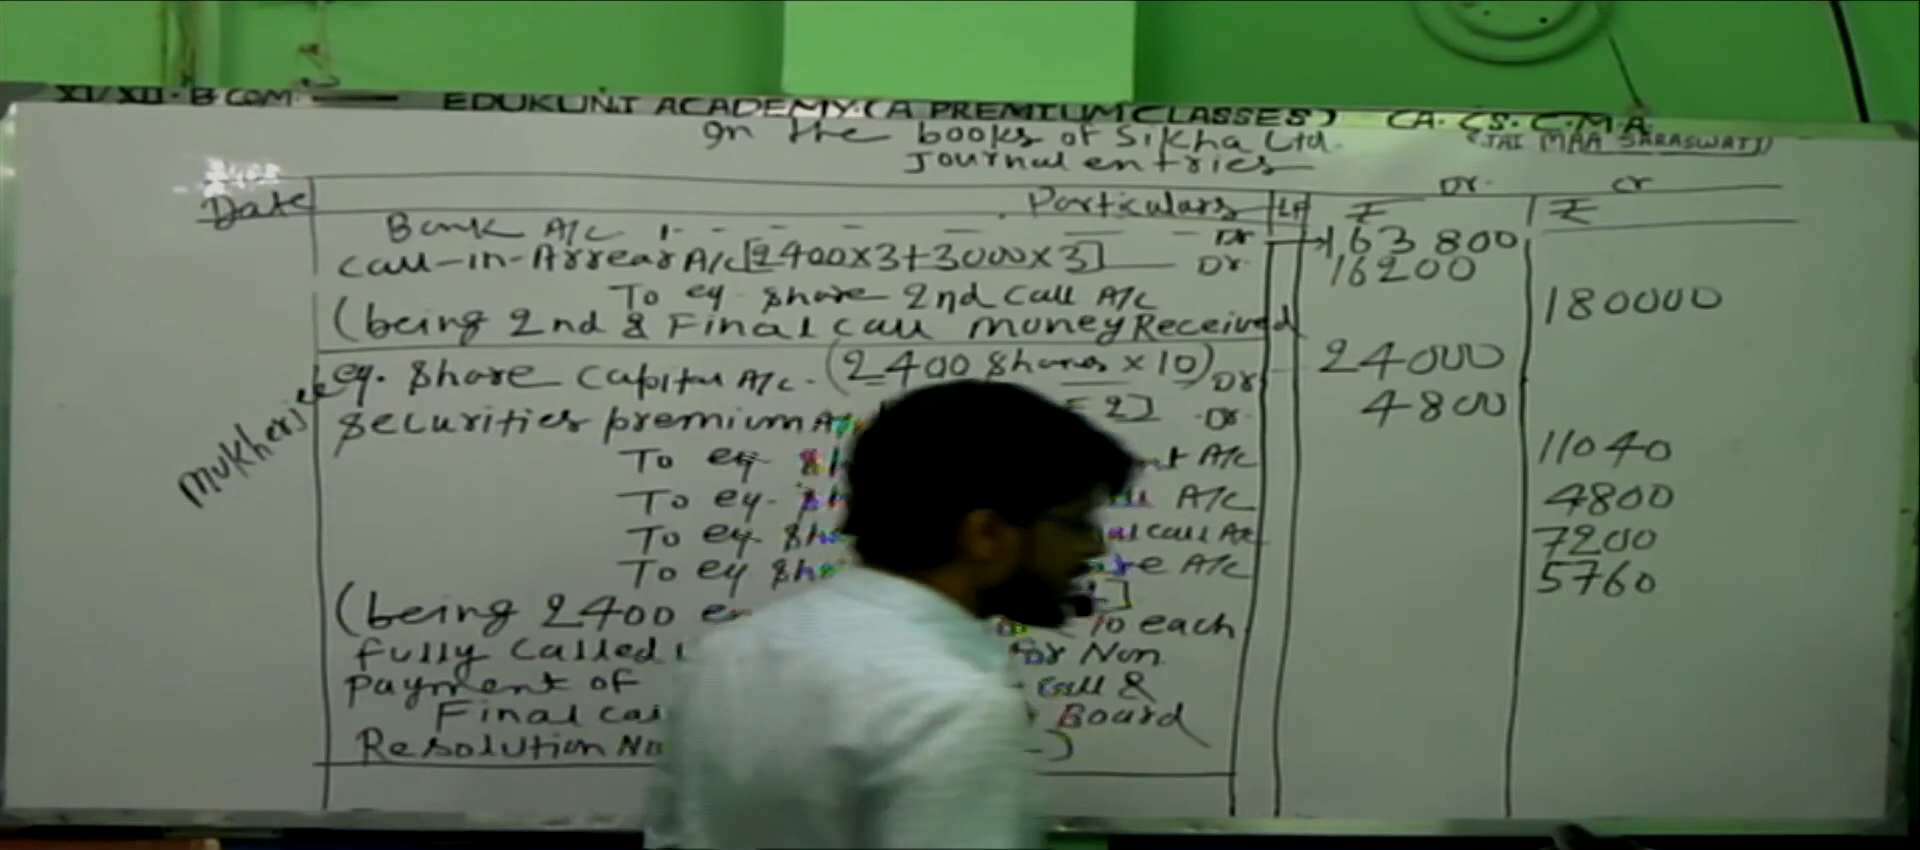 XI/XII. B COM. — EDUKUNJ ACADEMY. (A PREMIUM CLASSES) CA. CS. C.M.A
(JAI MAA SARASWATI)
In the books of Sikha Ltd.
Journal entries
Dr. Cr
Date Particulars LF ₹ ₹
Bank A/C Dr 163800
Call-in-Arrear A/C [2400x3+3000x3] Dr 16200
To eq. Share 2nd Call A/C 180000
(being 2nd & Final Call money Received
eq. Share Capital A/c. (2400 Shares x 10) Dr 24000
Securities premium 2] Dr 4800
To eq A/C 11040
To eq. A/C 4800
To eq Call A/C 7200
To eq A/C 5760
(being 2400 10 each
fully Called for Non
payment of Call &
Final Board
Resolution No )
Mukherjee